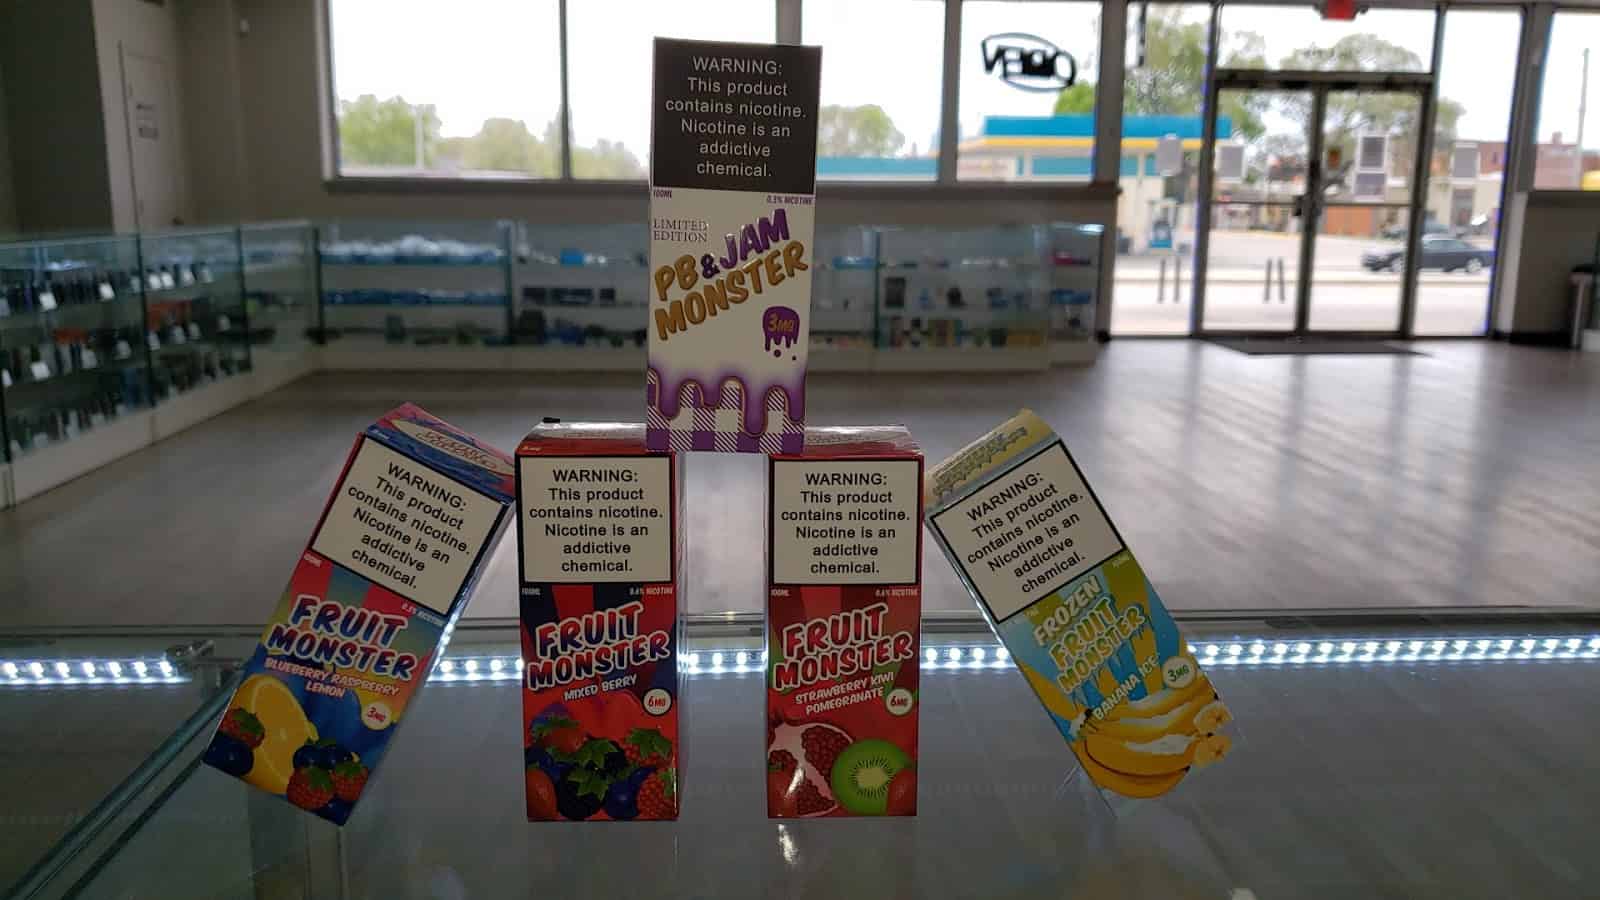 OPEN
WARNING:
This product
contains nicotine.
Nicotine is an
addictive
chemical.
100ML
0.3% NICOTINE
LIMITED
EDITION
PB & JAM
MONSTER
3MG
WARNING:
This product
contains nicotine.
Nicotine is an
addictive
chemical.
100ML
0.3% NICOTINE
FRUIT
MONSTER
BLUEBERRY RASPBERRY
LEMON
3MG
WARNING:
This product
contains nicotine.
Nicotine is an
addictive
chemical.
100ML
0.6% NICOTINE
FRUIT
MONSTER
MIXED BERRY
6MG
WARNING:
This product
contains nicotine.
Nicotine is an
addictive
chemical.
100ML
0.6% NICOTINE
FRUIT
MONSTER
STRAWBERRY KIWI
POMEGRANATE
6MG
WARNING:
This product
contains nicotine.
Nicotine is an
addictive
chemical.
FROZEN
FRUIT
MONSTER
BANANA ICE
3MG